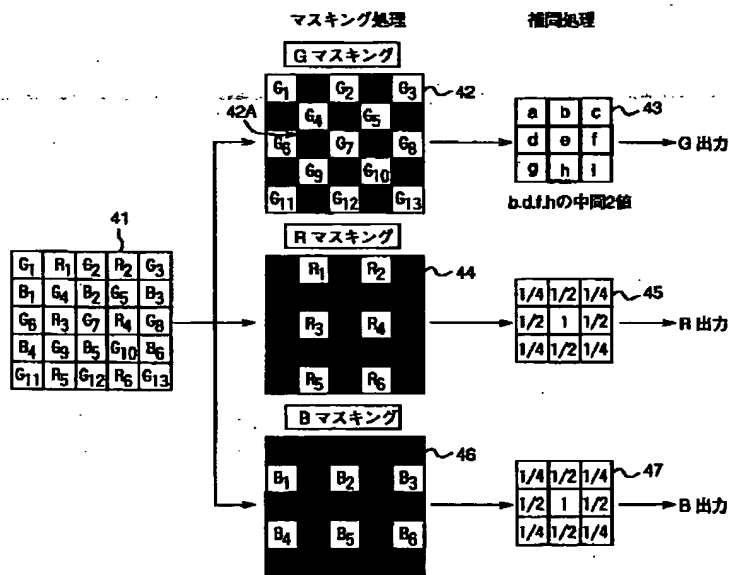 マスキング処理
補間処理
G マスキング
G1 G2 G3
G4 G5
G6 G7 G8
G9 G10
G11 G12 G13
42
42A
a b c
d e f
g h i
43
G 出力
b.d.f.hの中間2値
41
G1 R1 G2 R2 G3
B1 G4 B2 G5 B3
G6 R3 G7 R4 G8
B4 G9 B5 G10 B6
G11 R5 G12 R6 G13
R マスキング
R1 R2
R3 R4
R5 R6
44
1/4 1/2 1/4
1/2 1 1/2
1/4 1/2 1/4
45
R 出力
B マスキング
B1 B2 B3
B4 B5 B6
46
1/4 1/2 1/4
1/2 1 1/2
1/4 1/2 1/4
47
B 出力